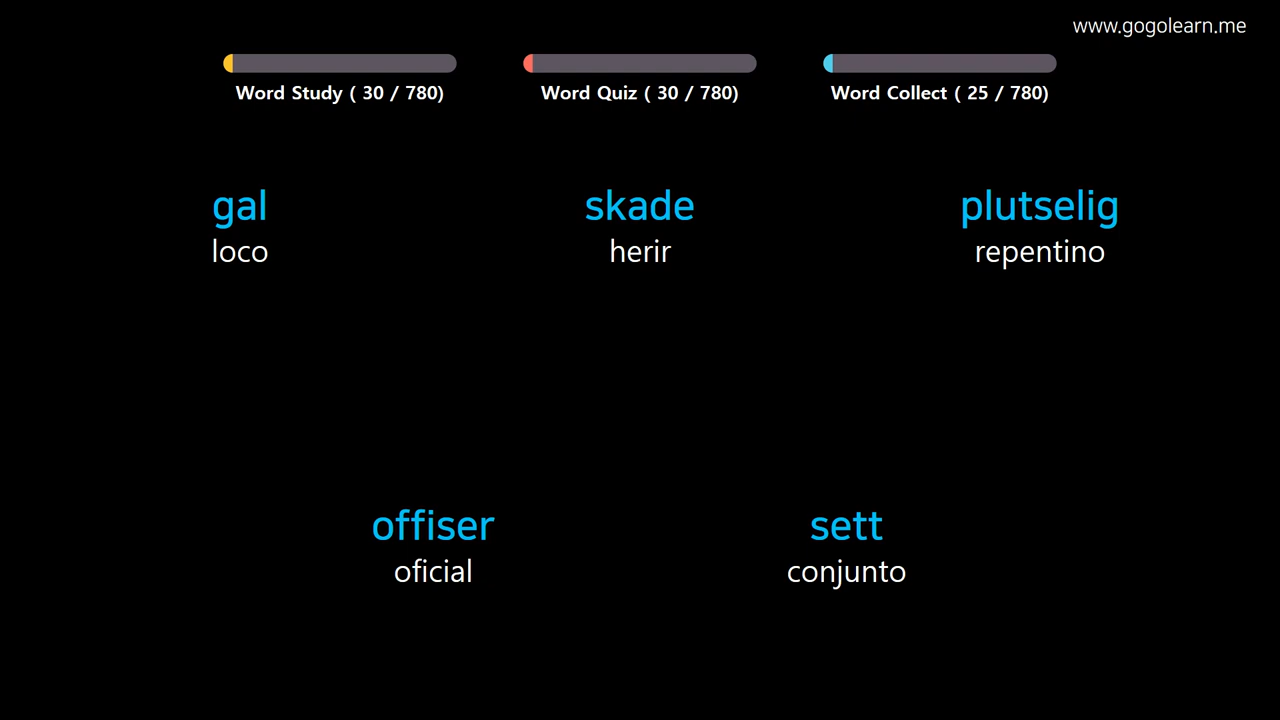 www.gogolearn.me
Word Study ( 30 / 780)
Word Quiz ( 30 / 780)
Word Collect ( 25 / 780)
gal
loco
skade
herir
plutselig
repentino
offiser
oficial
sett
conjunto